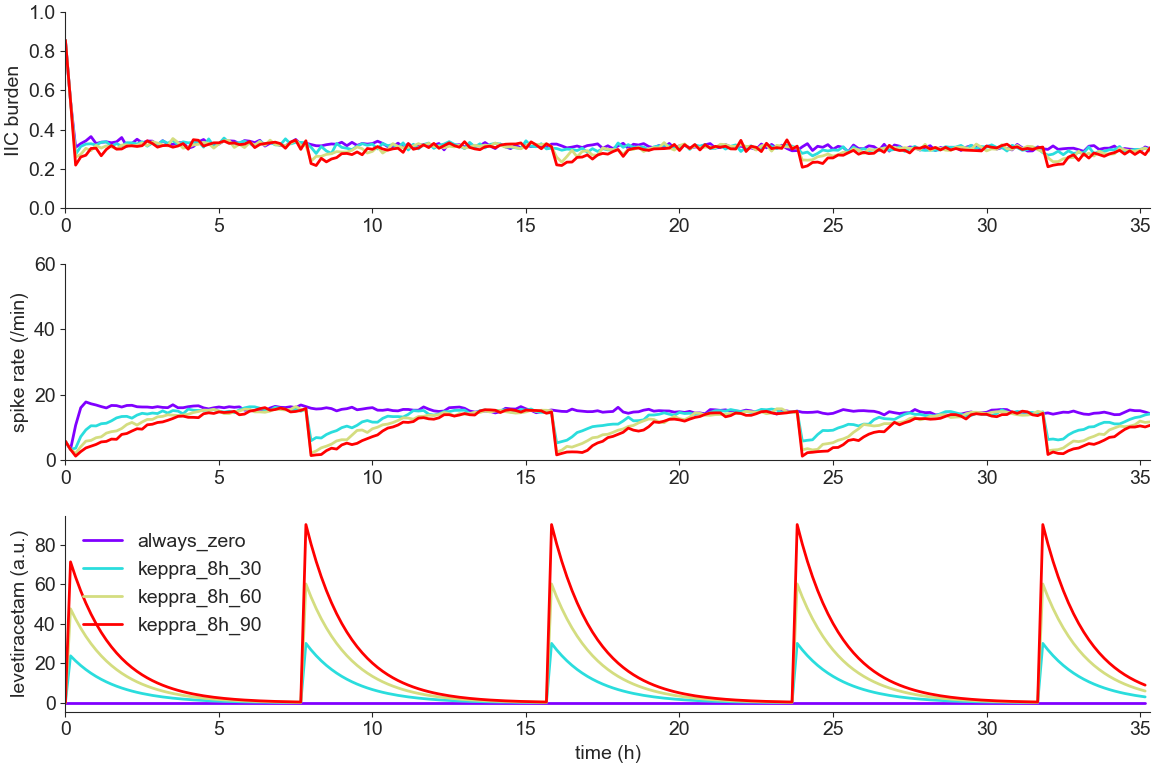 IIC burden
1.0
0.8
0.6
0.4
0.2
0.0
0 5 10 15 20 25 30 35
spike rate (/min)
60
40
20
0
0 5 10 15 20 25 30 35
levetiracetam (a.u.)
80
60
40
20
0
always_zero
keppra_8h_30
keppra_8h_60
keppra_8h_90
0 5 10 15 20 25 30 35
time (h)